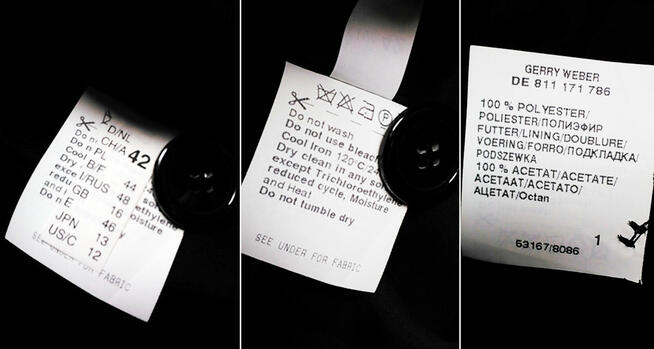 D/NL
CH/A 42
PL
B/F 44
I/RUS 48
GB 16
E 46
JPN 13
US/C 12
SEE UNDER FOR FABRIC
Do not wash
Do not use bleach
Cool Iron 120°C
Dry clean in any
except Trichloroethylene
reduced cycle, Moisture
and Heat
Do not tumble dry
SEE UNDER FOR FABRIC
GERRY WEBER
DE 811 171 786
100 % POLYESTER/
POLIESTER/ПОЛИЭФИР
FUTTER/LINING/DOUBLURE/
VOERING/FORRO/ПОДКЛАДКА/
PODSZEWKA
100 % ACETAT/ACETATE/
ACETAAT/ACETATO/
АЦЕТАТ/Octan
1
53167/8086